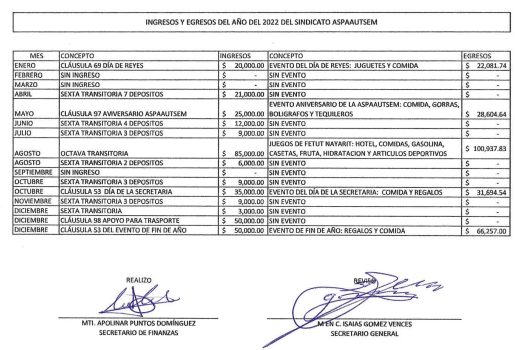 INGRESOS Y EGRESOS DEL AÑO DEL 2022 DEL SINDICATO ASPAAUTSEM
MES CONCEPTO INGRESOS CONCEPTO EGRESOS
ENERO CLÁUSULA 69 DÍA DE REYES $ 20,000.00 EVENTO DEL DÍA DE REYES: JUGUETES Y COMIDA $ 22,081.74
FEBRERO SIN INGRESO $ - SIN EVENTO $ -
MARZO SIN INGRESO $ - SIN EVENTO $ -
ABRIL SEXTA TRANSITORIA 7 DEPOSITOS $ 21,000.00 SIN EVENTO $ -
MAYO CLÁUSULA 97 AVIVERSARIO ASPAAUTSEM $ 25,000.00 EVENTO ANIVERSARIO DE LA ASPAAUTSEM: COMIDA, GORRAS,
BOLIGRAFOS Y TEQUILEROS $ 28,604.64
JUNIO SEXTA TRANSITORIA 4 DEPOSITOS $ 12,000.00 SIN EVENTO $ -
JULIO SEXTA TRANSITORIA 3 DEPOSITOS $ 9,000.00 SIN EVENTO $ -
AGOSTO OCTAVA TRANSITORIA $ 85,000.00 JUEGOS DE FETUT NAYARIT: HOTEL, COMIDAS, GASOLINA,
CASETAS, FRUTA, HIDRATACION Y ARTICULOS DEPORTIVOS $ 100,937.83
AGOSTO SEXTA TRANSITORIA 2 DEPOSITOS $ 6,000.00 SIN EVENTO $ -
SEPTIEMBRE SIN INGRESO $ - SIN EVENTO $ -
OCTUBRE SEXTA TRANSITORIA 3 DEPOSITOS $ 9,000.00 SIN EVENTO $ -
OCTUBRE CLÁUSULA 53 DÍA DE LA SECRETARIA $ 35,000.00 EVENTO DEL DÍA DE LA SECRETARIA: COMIDA Y REGALOS $ 31,694.54
NOVIEMBRE SEXTA TRANSITORIA 3 DEPOSITOS $ 9,000.00 SIN EVENTO $ -
DICIEMBRE SEXTA TRANSITORIA $ 3,000.00 SIN EVENTO $ -
DICIEMBRE CLÁUSULA 98 APOYO PARA TRASPORTE $ 50,000.00 SIN EVENTO $ -
DICIEMBRE CLÁUSULA 53 DEL EVENTO DE FIN DE AÑO $ 50,000.00 EVENTO DE FIN DE AÑO: REGALOS Y COMIDA $ 66,257.00
REALIZO
REVISO
MTI. APOLINAR PUNTOS DOMÍNGUEZ
SECRETARIO DE FINANZAS
M EN C. ISAIAS GOMEZ VENCES
SECRETARIO GENERAL